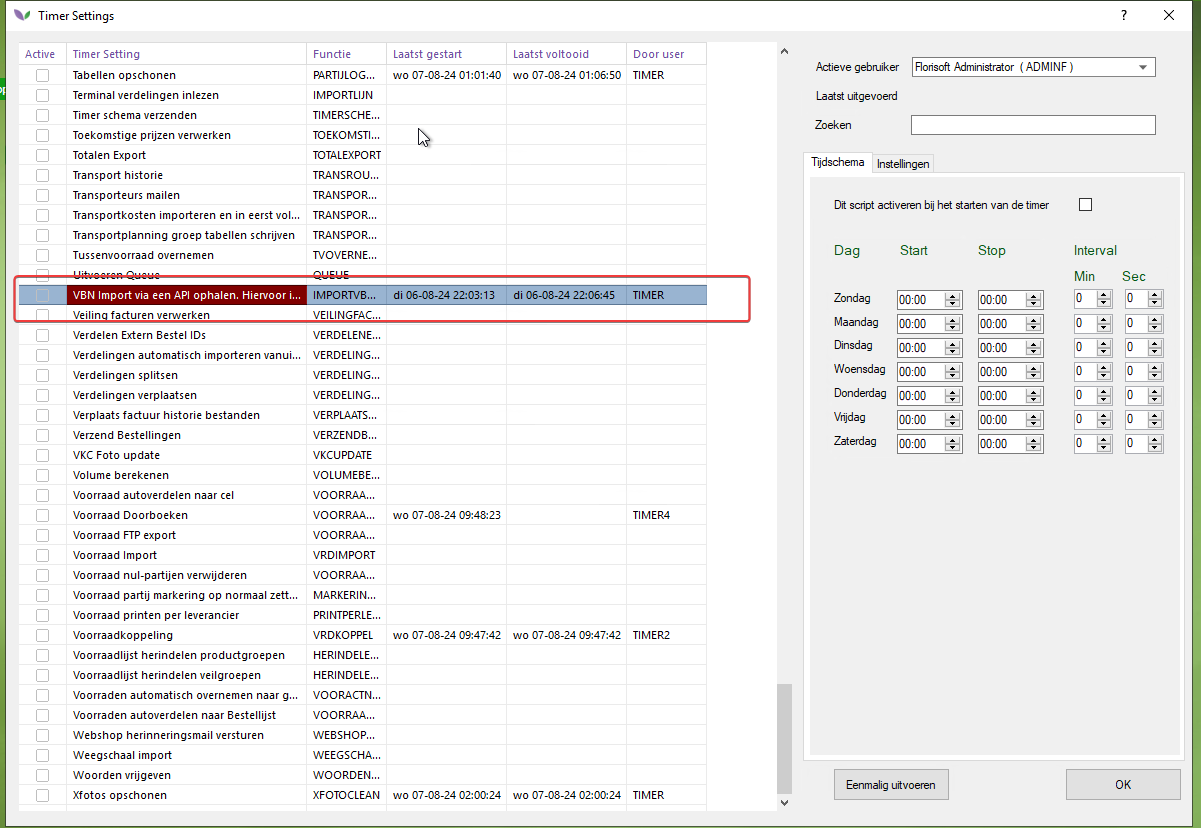 Timer Settings
?
Active Timer Setting Functie Laatst gestart Laatst voltooid Door user
Tabellen opschonen PARTIJLOG... wo 07-08-24 01:01:40 wo 07-08-24 01:06:50 TIMER
Terminal verdelingen inlezen IMPORTLIJN
Timer schema verzenden TIMERSCHE...
Toekomstige prijzen verwerken TOEKOMSTI...
Totalen Export TOTALEXPORT
Transport historie TRANSROU...
Transporteurs mailen TRANSPOR...
Transportkosten importeren en in eerst vol... TRANSPOR...
Transportplanning groep tabellen schrijven TRANSPOR...
Tussenvoorraad overnemen TVOVERNE...
Uitvoeren Queue QUEUE
VBN Import via een API ophalen. Hiervoor i... IMPORTVB... di 06-08-24 22:03:13 di 06-08-24 22:06:45 TIMER
Veiling facturen verwerken VEILINGFAC...
Verdelen Extern Bestel IDs VERDELENE...
Verdelingen automatisch importeren vanui... VERDELING...
Verdelingen splitsen VERDELING...
Verdelingen verplaatsen VERDELING...
Verplaats factuur historie bestanden VERPLAATS...
Verzend Bestellingen VERZENDB...
VKC Foto update VKCUPDATE
Volume berekenen VOLUMEBE...
Voorraad autoverdelen naar cel VOORRAA...
Voorraad Doorboeken VOORRAA... wo 07-08-24 09:48:23 TIMER4
Voorraad FTP export VOORRAA...
Voorraad Import VRDIMPORT
Voorraad nul-partijen verwijderen VOORRAA...
Voorraad partij markering op normaal zett... MARKERIN...
Voorraad printen per leverancier PRINTPERLE...
Voorraadkoppeling VRDKOPPEL wo 07-08-24 09:47:42 wo 07-08-24 09:47:42 TIMER2
Voorraadlijst herindelen productgroepen HERINDELE...
Voorraadlijst herindelen veilgroepen HERINDELE...
Voorraden automatisch overnemen naar g... VOORACTN...
Voorraden autoverdelen naar Bestellijst VOORRAA...
Webshop herinneringsmail versturen WEBSHOP...
Weegschaal import WEEGSCHA...
Woorden vrijgeven WOORDEN...
Xfotos opschonen XFOTOCLEAN wo 07-08-24 02:00:24 wo 07-08-24 02:00:24 TIMER
Actieve gebruiker Florisoft Administrator ( ADMINF )
Laatst uitgevoerd
Zoeken
Tijdschema Instellingen
Dit script activeren bij het starten van de timer
Dag Start Stop Interval
Min Sec
Zondag 00:00 00:00 0 0
Maandag 00:00 00:00 0 0
Dinsdag 00:00 00:00 0 0
Woensdag 00:00 00:00 0 0
Donderdag 00:00 00:00 0 0
Vrijdag 00:00 00:00 0 0
Zaterdag 00:00 00:00 0 0
Eenmalig uitvoeren OK